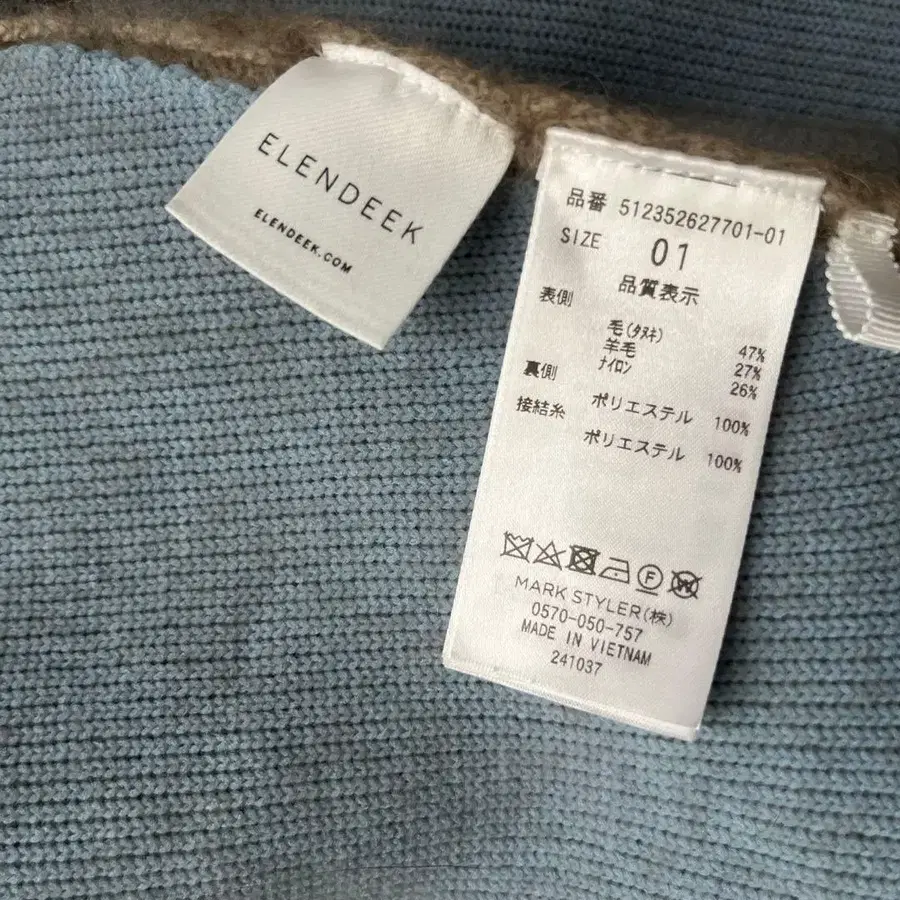 ELENDEEK
ELENDEEK.COM
品番 512352627701-01
SIZE 01
品質表示
表側
毛(ﾀﾇｷ) 47%
羊毛 27%
ﾅｲﾛﾝ 26%
裏側
ポリエステル 100%
接結糸
ポリエステル 100%
F
W
MARK STYLER(株)
0570-050-757
MADE IN VIETNAM
241037